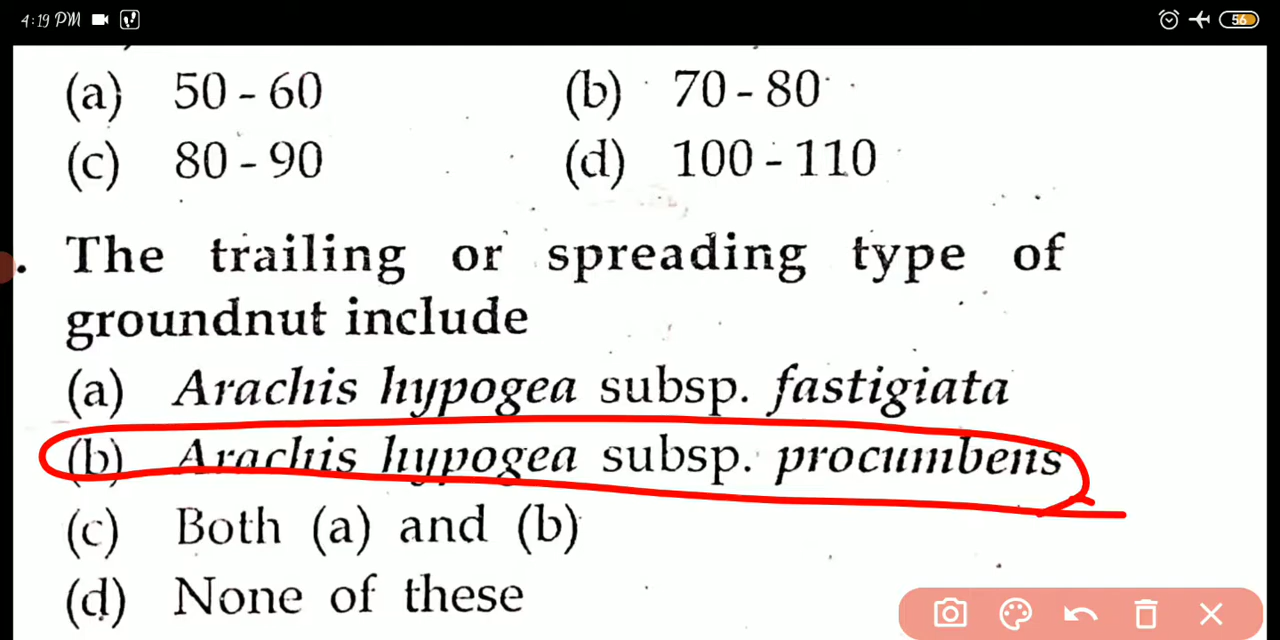 4:19 PM 56
(a) 50 - 60 (b) 70 - 80
(c) 80 - 90 (d) 100 - 110
. The trailing or spreading type of
groundnut include
(a) Arachis hypogea subsp. fastigiata
(b) Arachis hypogea subsp. procumbens
(c) Both (a) and (b)
(d) None of these